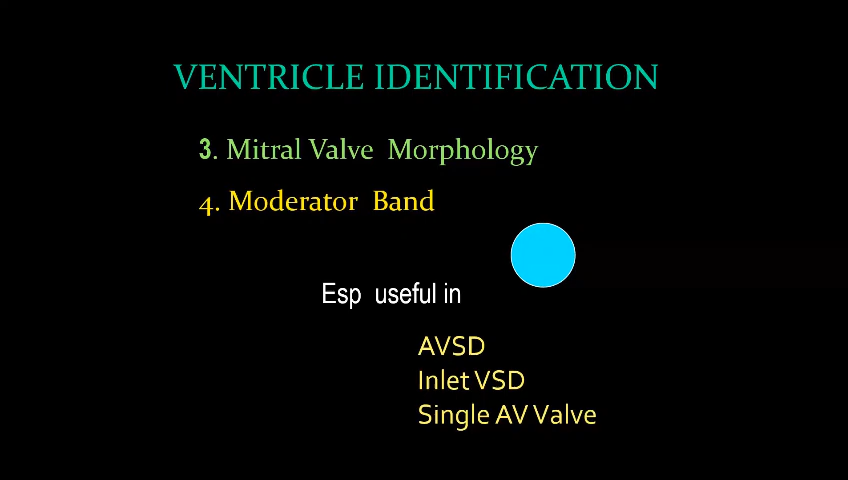 VENTRICLE IDENTIFICATION
3. Mitral Valve Morphology
4. Moderator Band
Esp useful in
AVSD
Inlet VSD
Single AV Valve